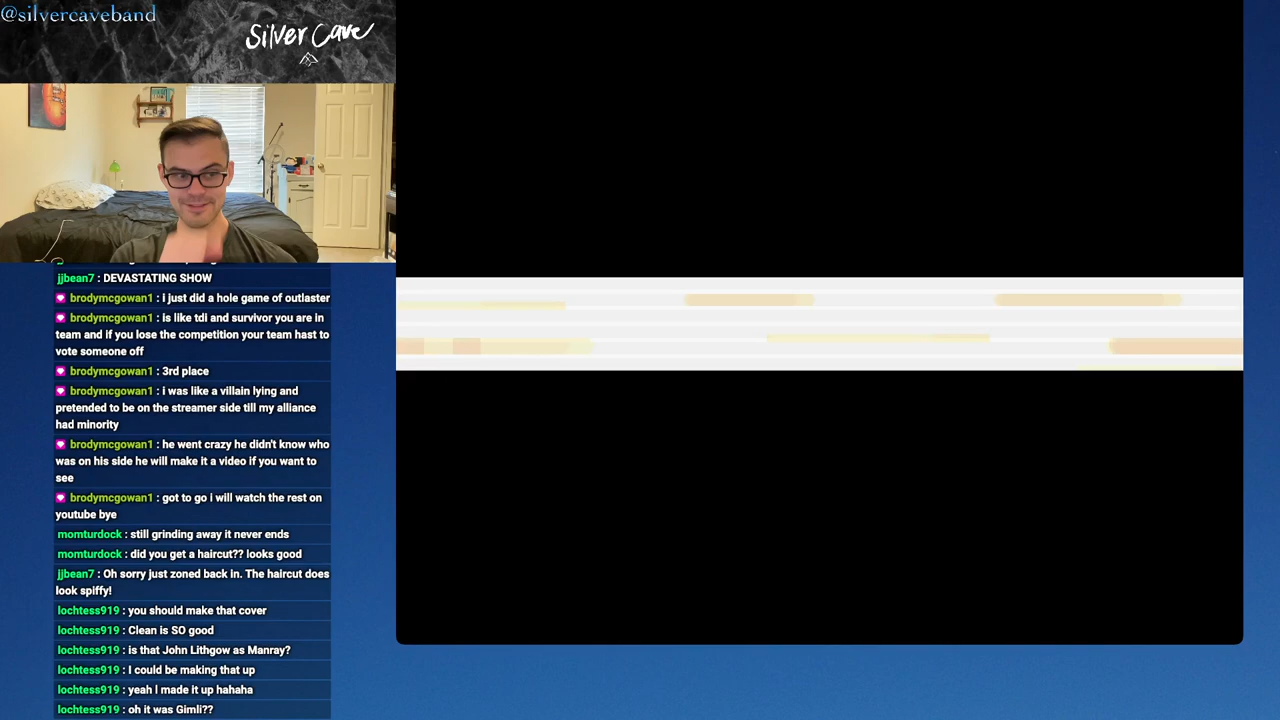 @silvercaveband
Silver Cave
jjbean7 : DEVASTATING SHOW
brodymcgowan1 : i just did a hole game of outlaster
brodymcgowan1 : is like tdi and survivor you are in
team and if you lose the competition your team hast to
vote someone off
brodymcgowan1 : 3rd place
brodymcgowan1 : i was like a villain lying and
pretended to be on the streamer side till my alliance
had minority
brodymcgowan1 : he went crazy he didn't know who
was on his side he will make it a video if you want to
see
brodymcgowan1 : got to go i will watch the rest on
youtube bye
momturdock : still grinding away it never ends
momturdock : did you get a haircut?? looks good
jjbean7 : Oh sorry just zoned back in. The haircut does
look spiffy!
lochtess919 : you should make that cover
lochtess919 : Clean is SO good
lochtess919 : is that John Lithgow as Manray?
lochtess919 : I could be making that up
lochtess919 : yeah I made it up hahaha
lochtess919 : oh it was Gimli??